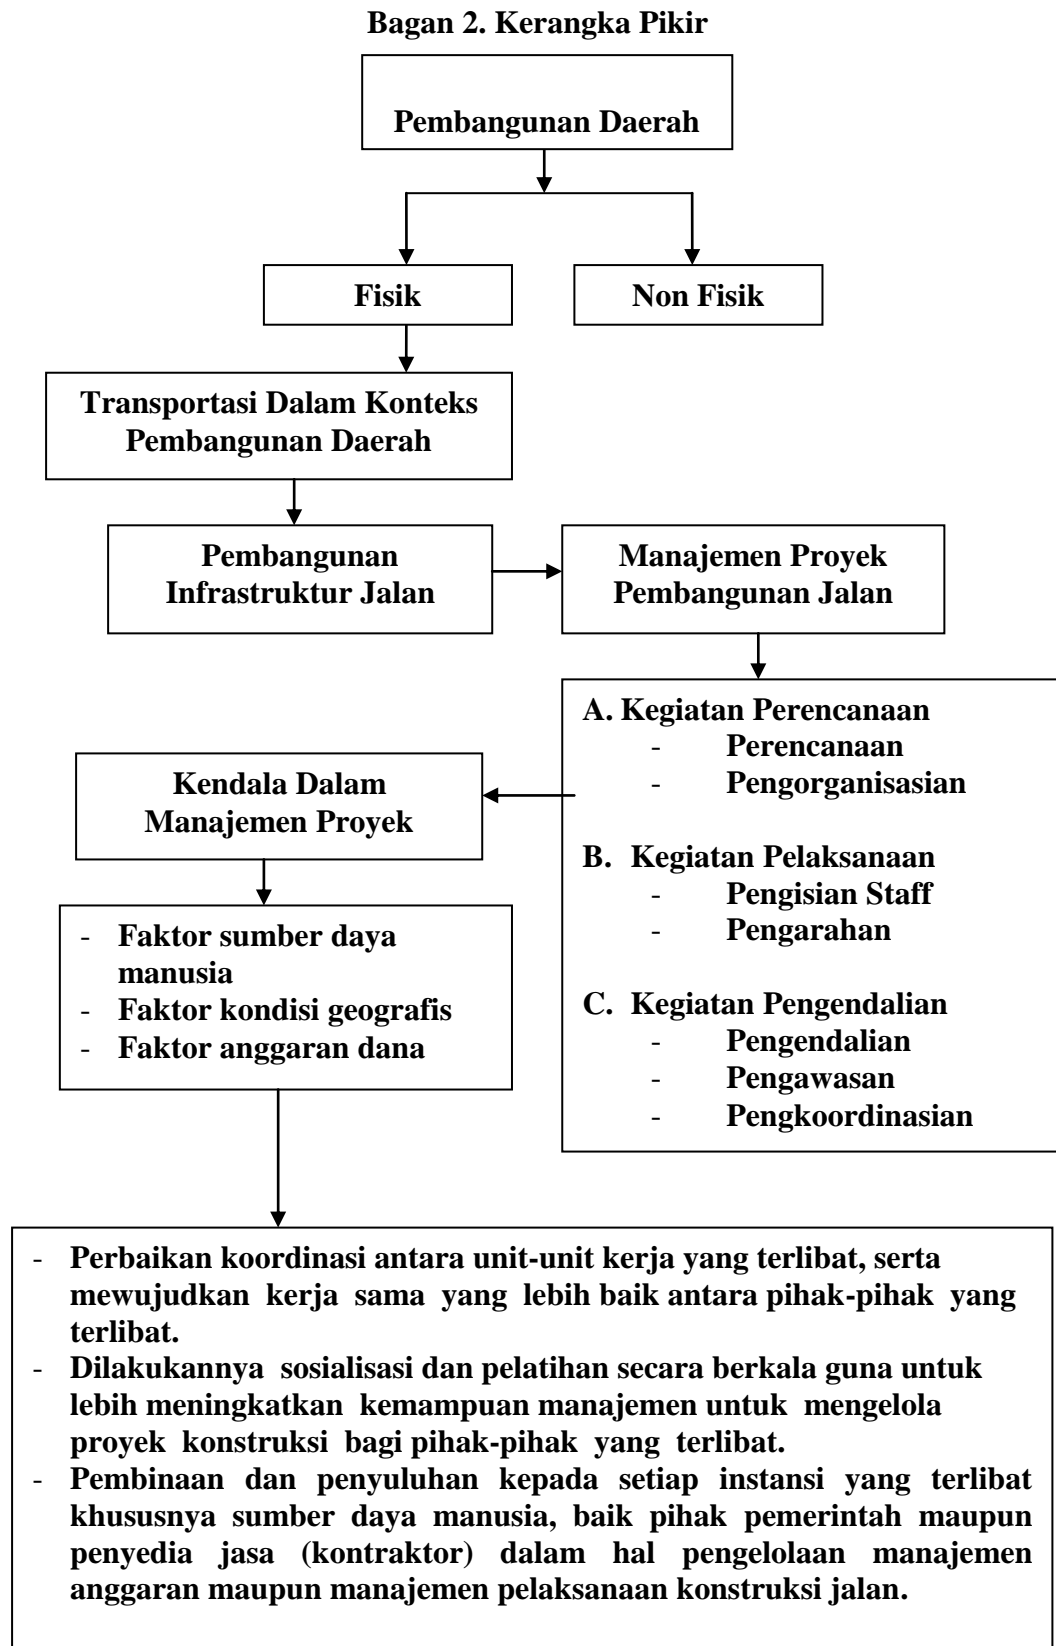 Bagan 2. Kerangka Pikir
Pembangunan Daerah
Fisik
Non Fisik
Transportasi Dalam Konteks
Pembangunan Daerah
Pembangunan
Infrastruktur Jalan
Manajemen Proyek
Pembangunan Jalan
A. Kegiatan Perencanaan
- Perencanaan
- Pengorganisasian
B. Kegiatan Pelaksanaan
- Pengisian Staff
- Pengarahan
C. Kegiatan Pengendalian
- Pengendalian
- Pengawasan
- Pengkoordinasian
Kendala Dalam
Manajemen Proyek
- Faktor sumber daya
manusia
- Faktor kondisi geografis
- Faktor anggaran dana
- Perbaikan koordinasi antara unit-unit kerja yang terlibat, serta
mewujudkan kerja sama yang lebih baik antara pihak-pihak yang
terlibat.
- Dilakukannya sosialisasi dan pelatihan secara berkala guna untuk
lebih meningkatkan kemampuan manajemen untuk mengelola
proyek konstruksi bagi pihak-pihak yang terlibat.
- Pembinaan dan penyuluhan kepada setiap instansi yang terlibat
khususnya sumber daya manusia, baik pihak pemerintah maupun
penyedia jasa (kontraktor) dalam hal pengelolaan manajemen
anggaran maupun manajemen pelaksanaan konstruksi jalan.